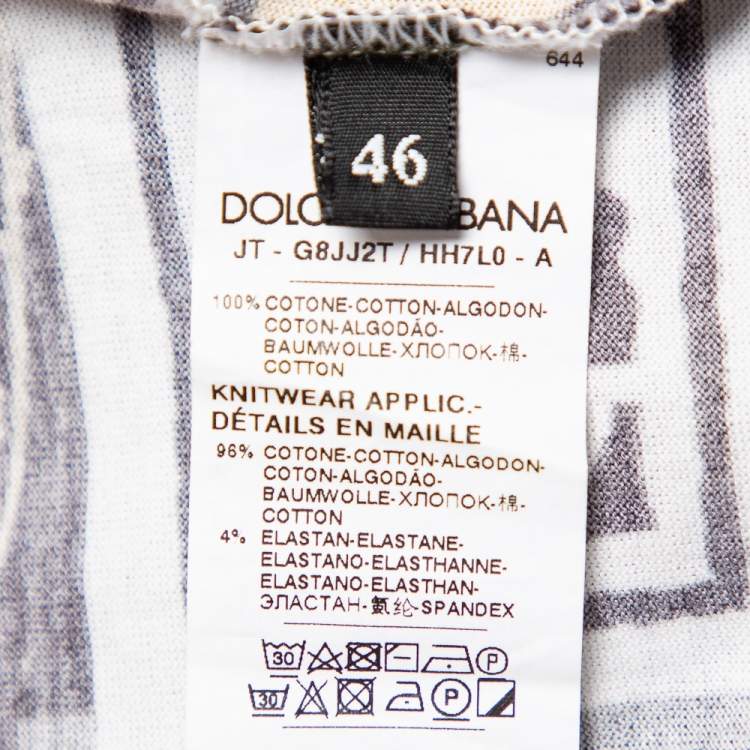 644
46
JT - G8JJ2T / HH7L0 - A
100% COTONE-COTTON-ALGODON-
COTON-ALGODÃO-
BAUMWOLLE-ХЛОПОК-棉-
COTTON
KNITWEAR APPLIC.-
DÉTAILS EN MAILLE
96% COTONE-COTTON-ALGODON-
COTON-ALGODÃO-
BAUMWOLLE-ХЛОПОК-棉-
COTTON
4% ELASTAN-ELASTANE-
ELASTANO-ELASTHANNE-
ELASTANO-ELASTHAN-
ЭЛАСТАН-氨纶-SPANDEX
30 P
30 P